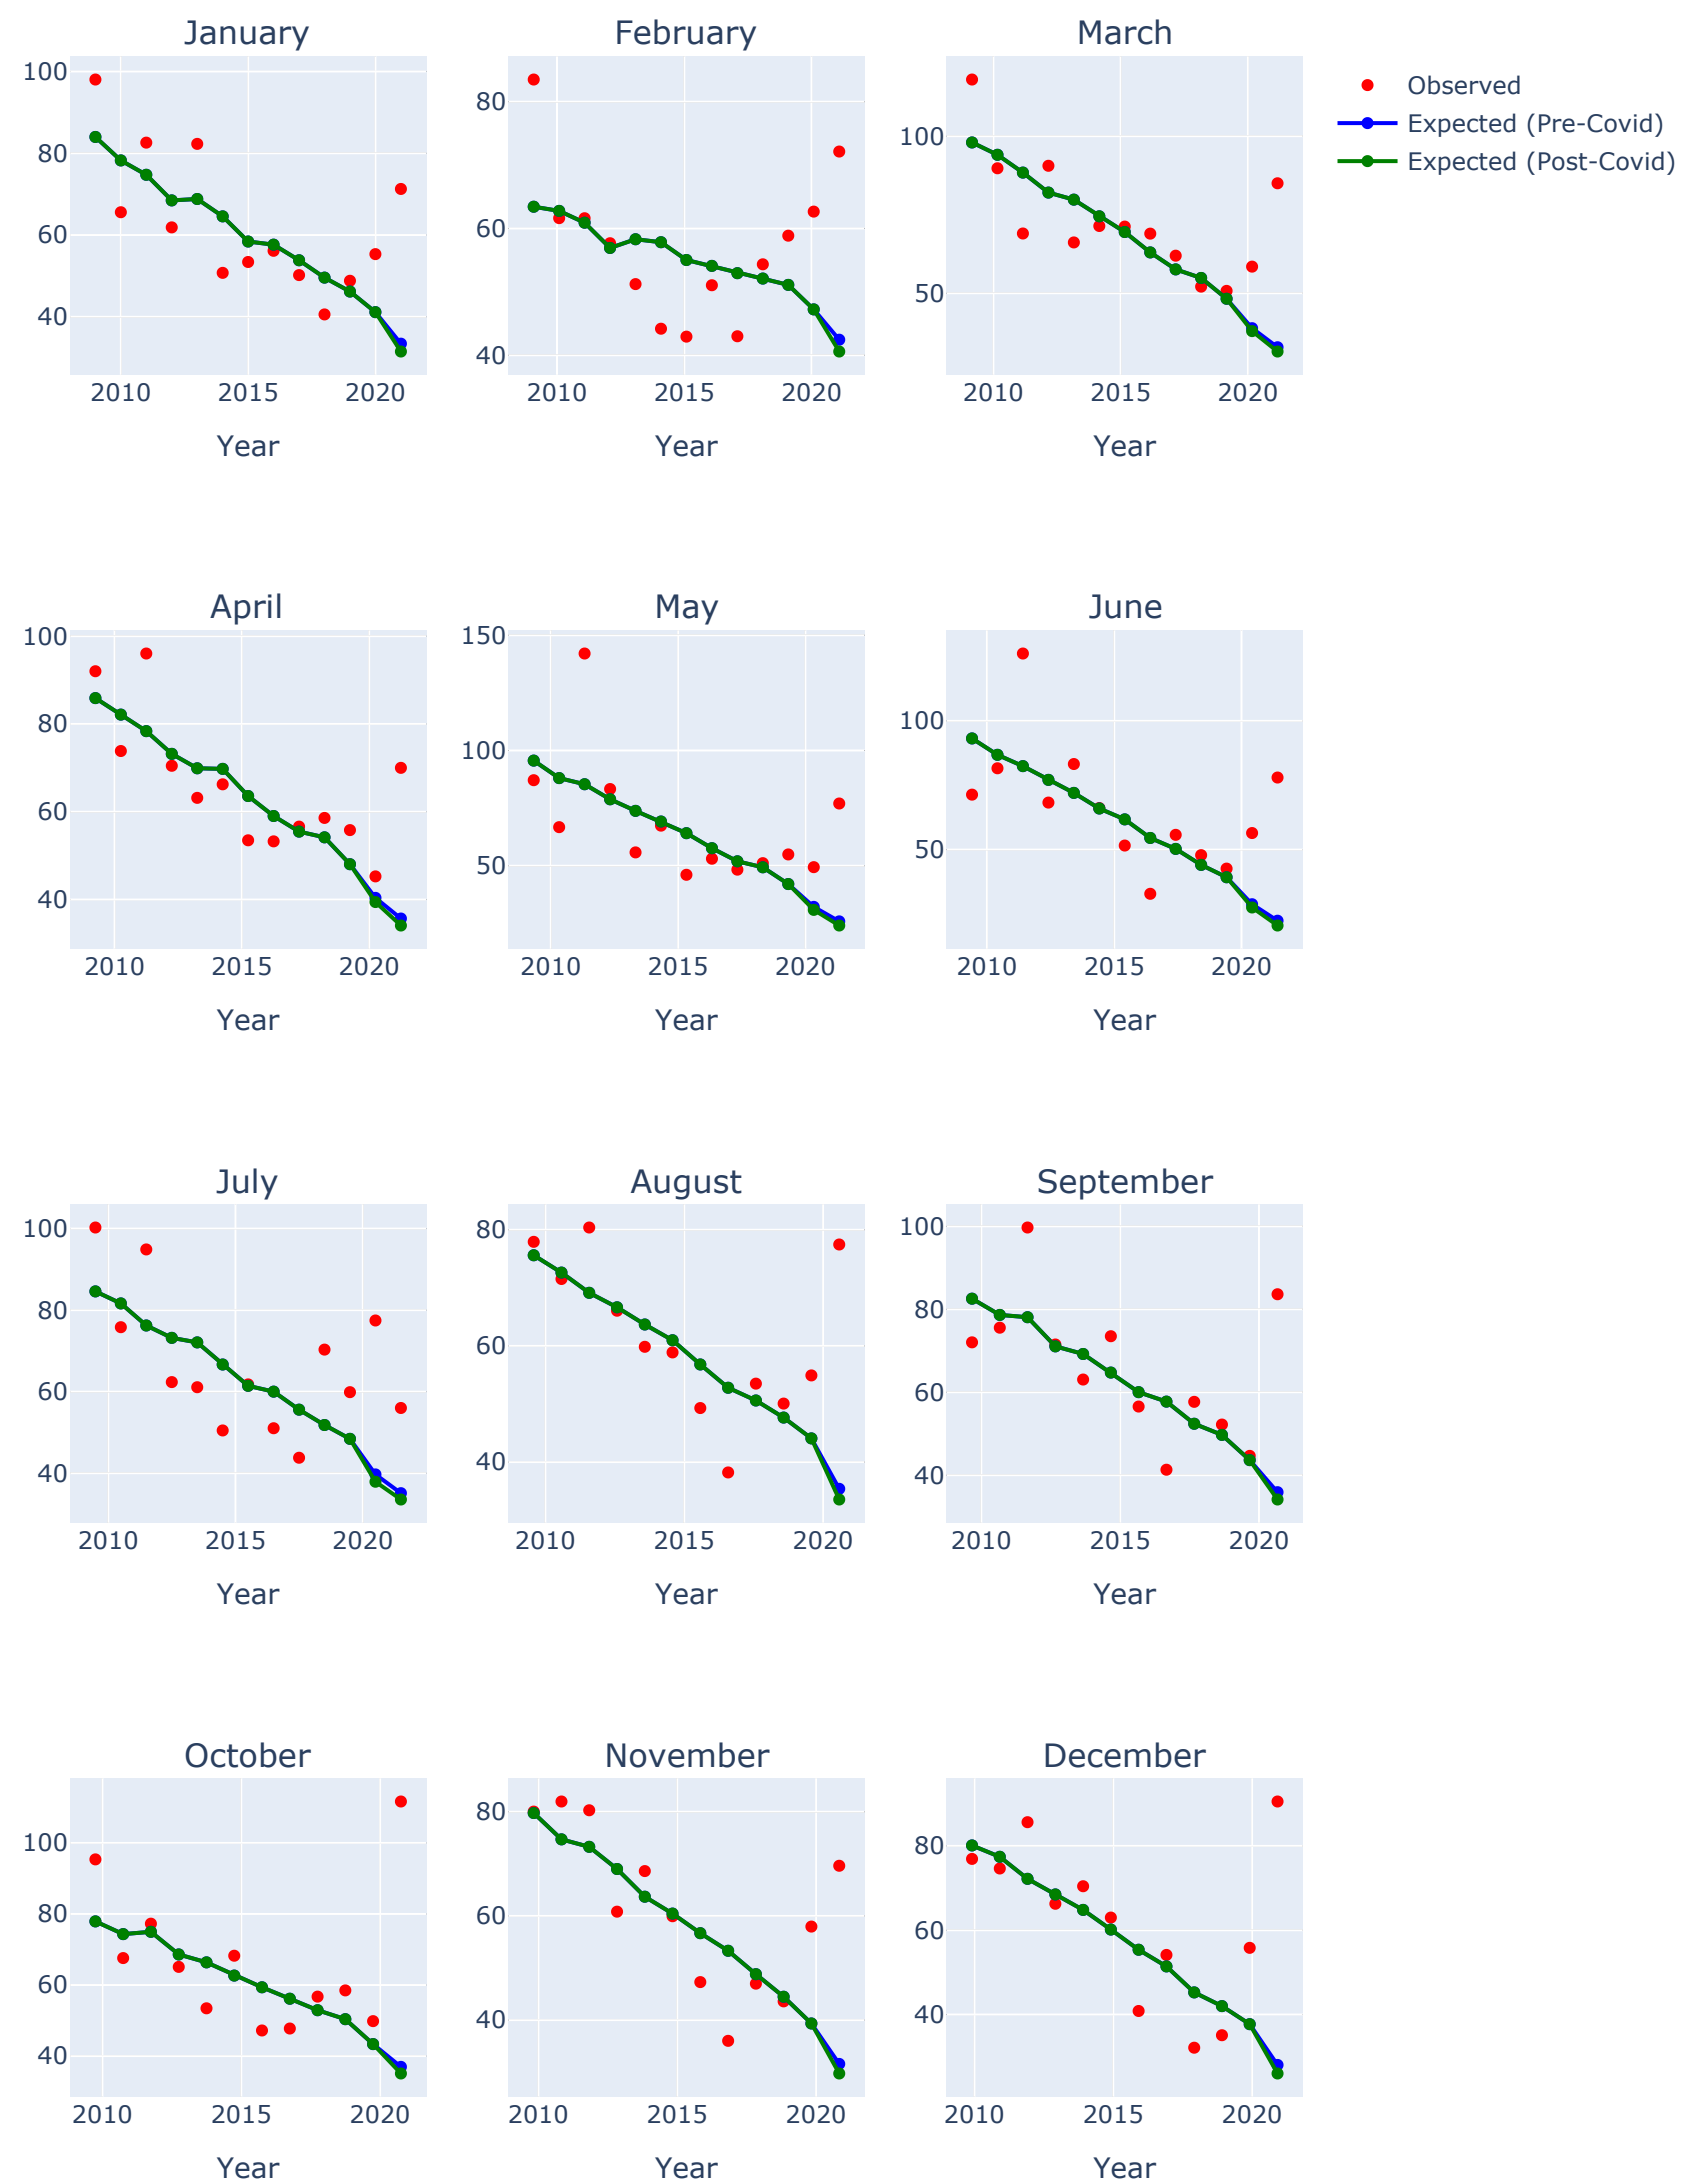 January February March
100
80
60
40
2010 2015 2020
Year
80
60
40
2010 2015 2020
Year
100
50
2010 2015 2020
Year
Observed
Expected (Pre-Covid)
Expected (Post-Covid)
April May June
100
80
60
40
2010 2015 2020
Year
150
100
50
2010 2015 2020
Year
100
50
2010 2015 2020
Year
July August September
100
80
60
40
2010 2015 2020
Year
80
60
40
2010 2015 2020
Year
100
80
60
40
2010 2015 2020
Year
October November December
100
80
60
40
2010 2015 2020
Year
80
60
40
2010 2015 2020
Year
80
60
40
2010 2015 2020
Year